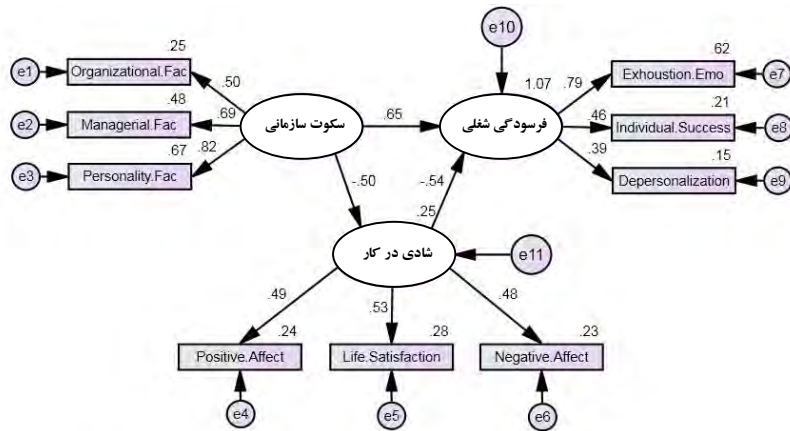 e10
.25
e1
Organizational.Fac
.50
.48
e2
Managerial.Fac
.69
.67
e3
Personality.Fac
.82
سکوت سازمانی
.65
1.07
فرسودگی شغلی
.79
.62
Exhoustion.Emo
e7
.46
.21
Individual.Success
e8
.39
.15
Depersonalization
e9
-.50
-.54
.25
شادی در کار
e11
.49
.53
.48
.24
Positive.Affect
.28
Life.Satisfaction
.23
Negative.Affect
e4
e5
e6